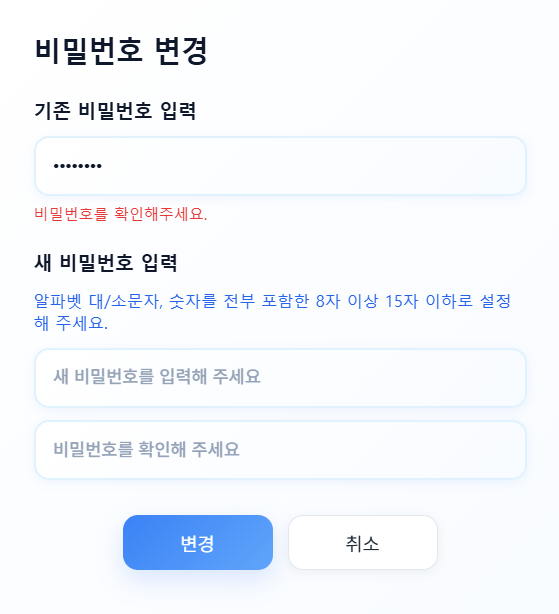 비밀번호 변경
기존 비밀번호 입력
••••••••
비밀번호를 확인해주세요.
새 비밀번호 입력
알파벳 대/소문자, 숫자를 전부 포함한 8자 이상 15자 이하로 설정
해 주세요.
새 비밀번호를 입력해 주세요
비밀번호를 확인해 주세요
변경
취소